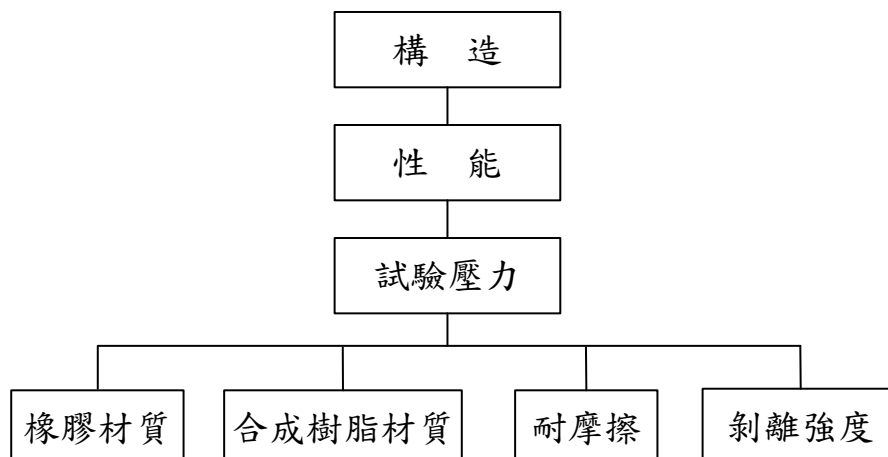 構 造
性 能
試驗壓力
橡膠材質
合成樹脂材質
耐摩擦
剝離強度